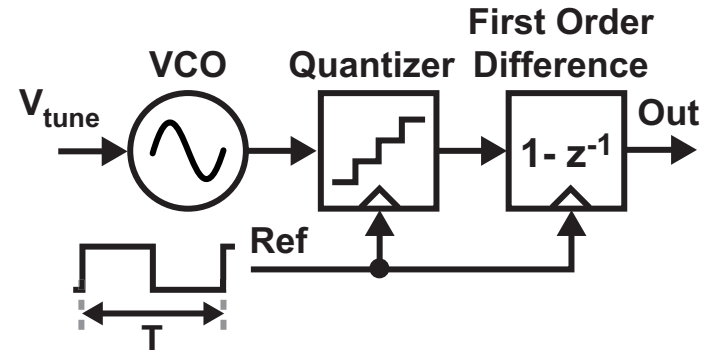 First Order
VCO Quantizer Difference
V_tune
Out
1- z^-1
Ref
T